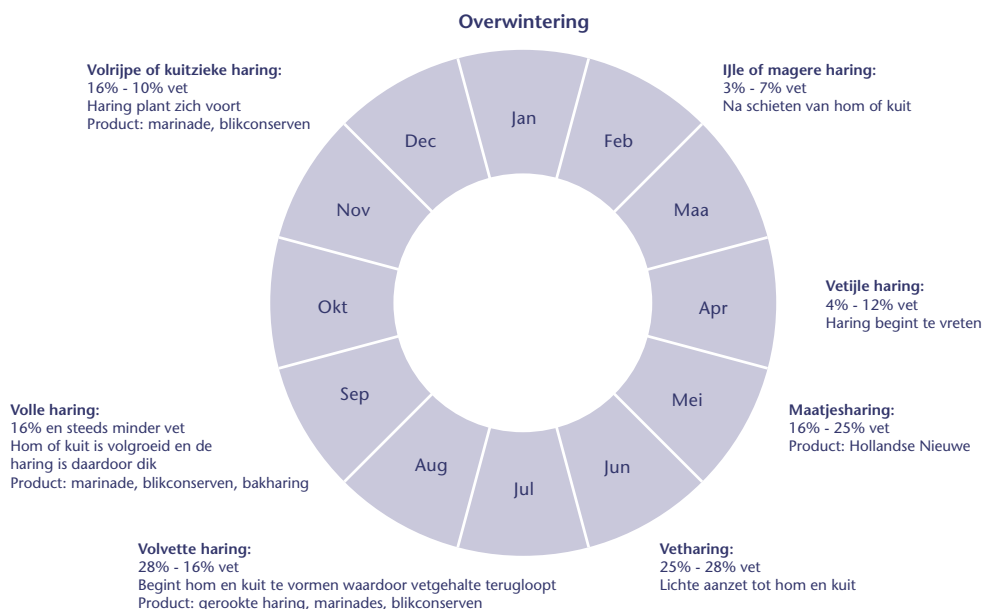 Overwintering
Volrijpe of kuitzieke haring:
16% - 10% vet
Haring plant zich voort
Product: marinade, blikconserven
IJle of magere haring:
3% - 7% vet
Na schieten van hom of kuit
Jan
Feb
Maa
Apr
Mei
Jun
Jul
Aug
Sep
Okt
Nov
Dec
Vetijle haring:
4% - 12% vet
Haring begint te vreten
Maatjesharing:
16% - 25% vet
Product: Hollandse Nieuwe
Vetharing:
25% - 28% vet
Lichte aanzet tot hom en kuit
Volvette haring:
28% - 16% vet
Begint hom en kuit te vormen waardoor vetgehalte terugloopt
Product: gerookte haring, marinades, blikconserven
Volle haring:
16% en steeds minder vet
Hom of kuit is volgroeid en de
haring is daardoor dik
Product: marinade, blikconserven, bakharing